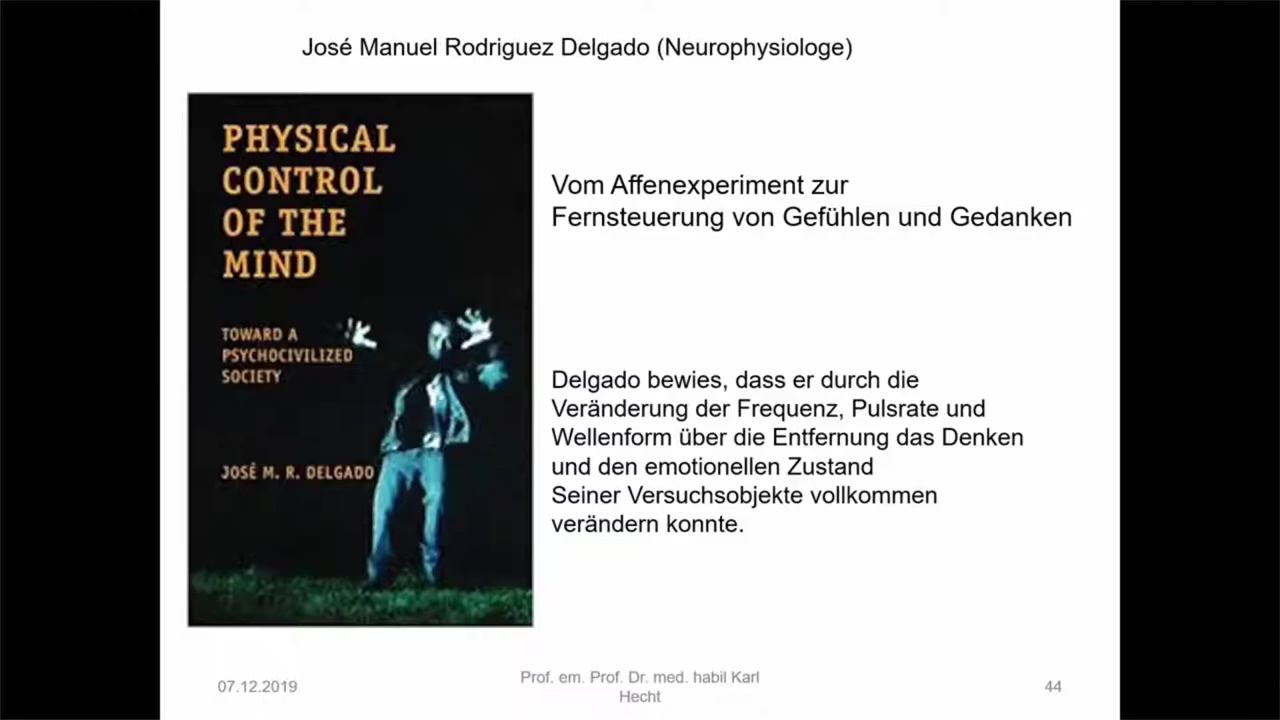 José Manuel Rodriguez Delgado (Neurophysiologe)
PHYSICAL
CONTROL
OF THE
MIND
TOWARD A
PSYCHOCIVILIZED
SOCIETY
JOSÉ M. R. DELGADO
Vom Affenexperiment zur
Fernsteuerung von Gefühlen und Gedanken
Delgado bewies, dass er durch die
Veränderung der Frequenz, Pulsrate und
Wellenform über die Entfernung das Denken
und den emotionellen Zustand
Seiner Versuchsobjekte vollkommen
verändern konnte.
07.12.2019
Prof. em. Prof. Dr. med. habil Karl
Hecht
44